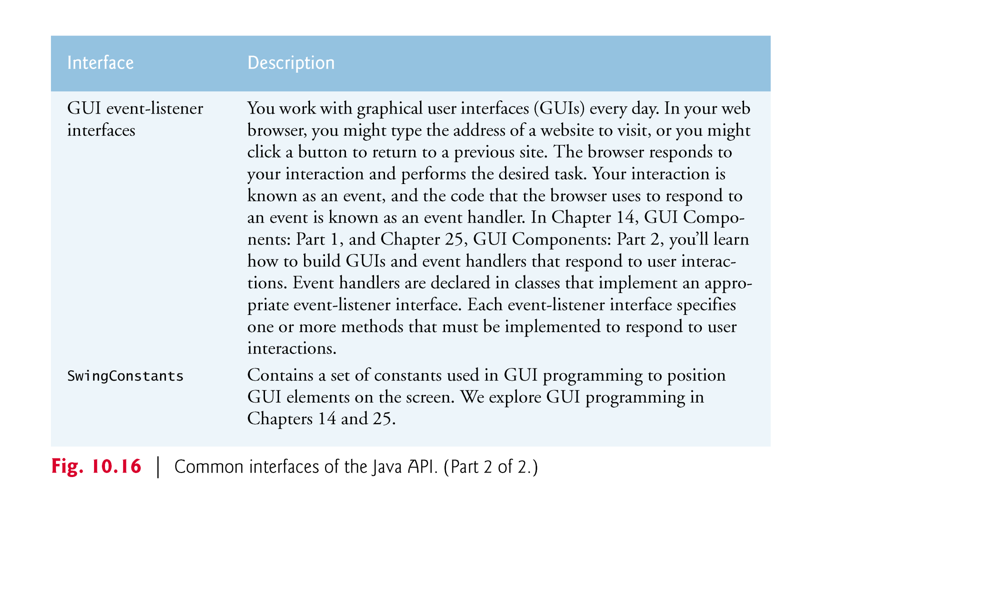 Interface Description
GUI event-listener
interfaces
You work with graphical user interfaces (GUIs) every day. In your web
browser, you might type the address of a website to visit, or you might
click a button to return to a previous site. The browser responds to
your interaction and performs the desired task. Your interaction is
known as an event, and the code that the browser uses to respond to
an event is known as an event handler. In Chapter 14, GUI Compo-
nents: Part 1, and Chapter 25, GUI Components: Part 2, you’ll learn
how to build GUIs and event handlers that respond to user interac-
tions. Event handlers are declared in classes that implement an appro-
priate event-listener interface. Each event-listener interface specifies
one or more methods that must be implemented to respond to user
interactions.
SwingConstants
Contains a set of constants used in GUI programming to position
GUI elements on the screen. We explore GUI programming in
Chapters 14 and 25.
Fig. 10.16 | Common interfaces of the Java API. (Part 2 of 2.)